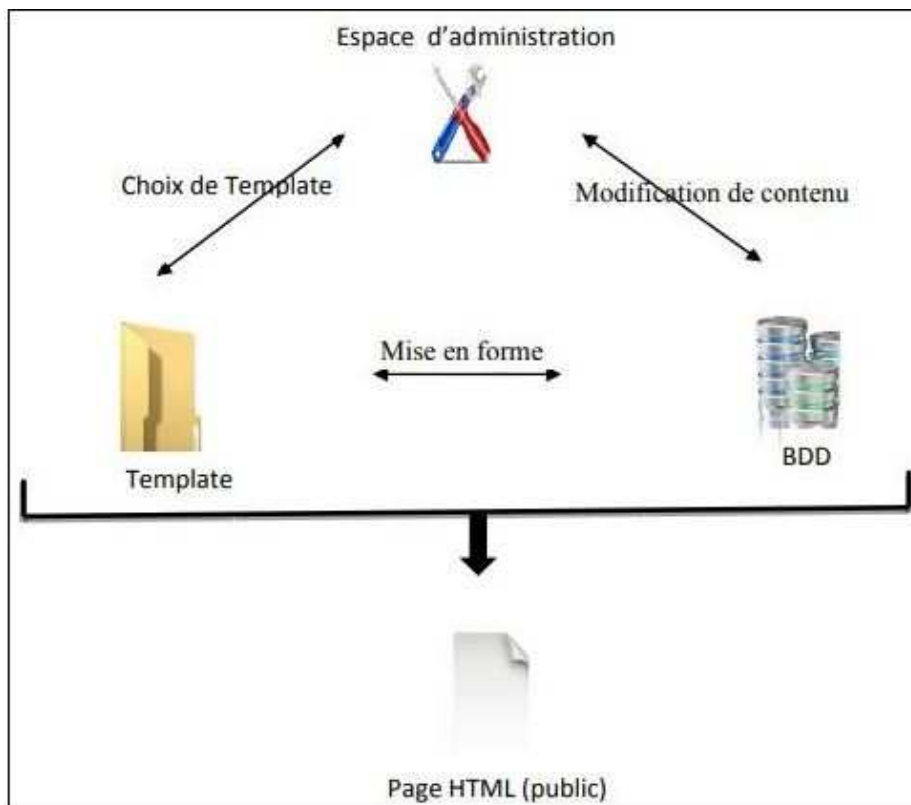 Espace d'administration
Choix de Template
Modification de contenu
Mise en forme
Template
BDD
Page HTML (public)